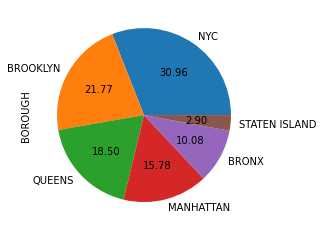 NYC
BROOKLYN
30.96
21.77
BOROUGH
2.90
STATEN ISLAND
10.08
18.50
BRONX
15.78
QUEENS
MANHATTAN